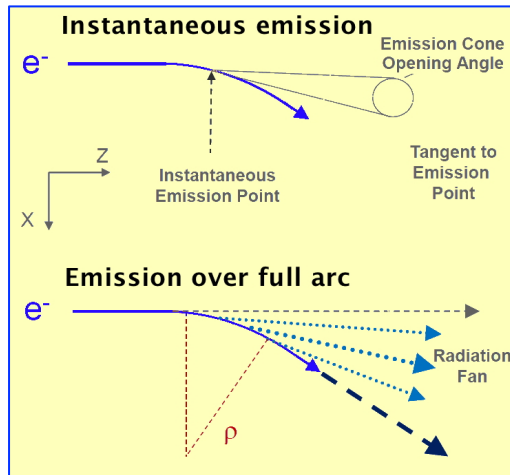 Instantaneous emission
e-
Emission Cone
Opening Angle
Z
X
Instantaneous
Emission Point
Tangent to
Emission
Point
Emission over full arc
e-
Radiation
Fan
ρ